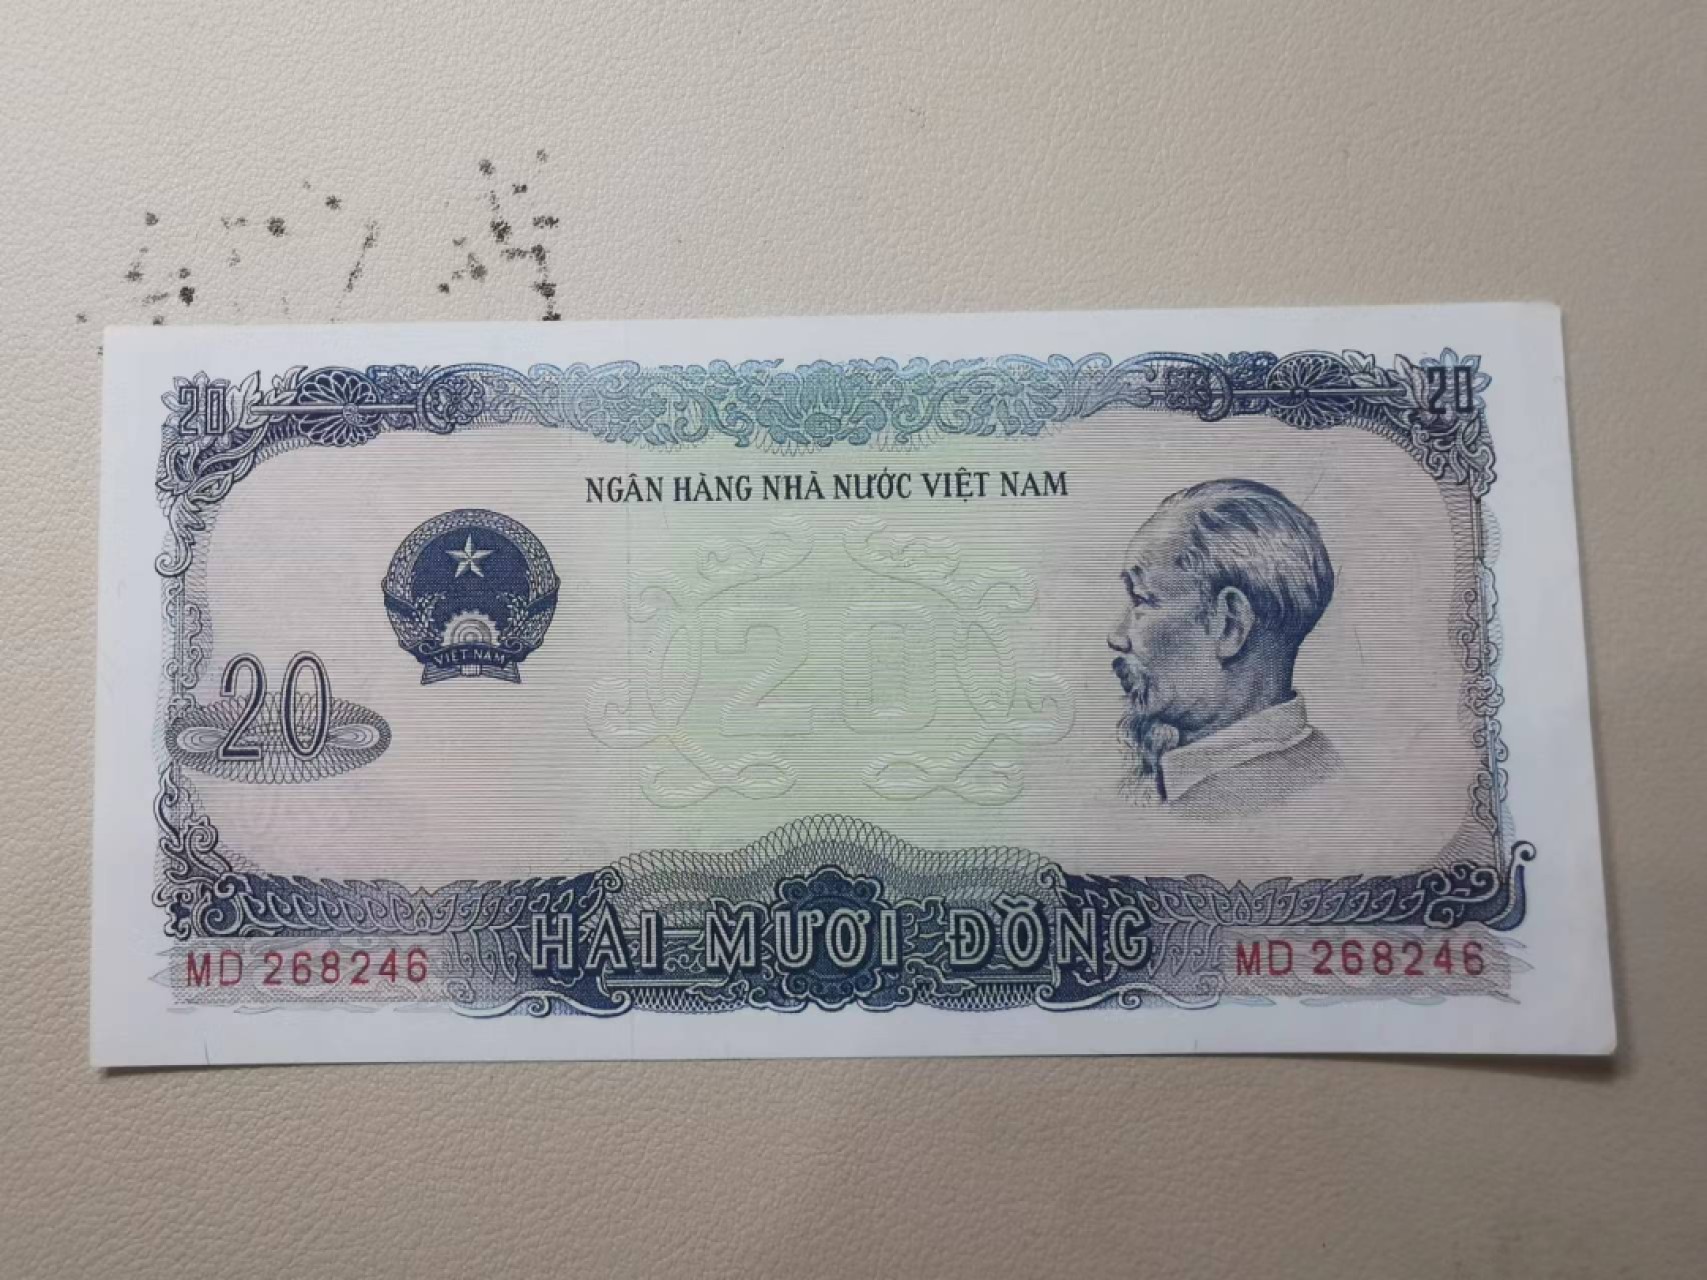 20 20
NGÂN HÀNG NHÀ NƯỚC VIỆT NAM
VIỆT NAM
20
20
HAI MƯƠI ĐỒNG
MD 268246 MD 268246